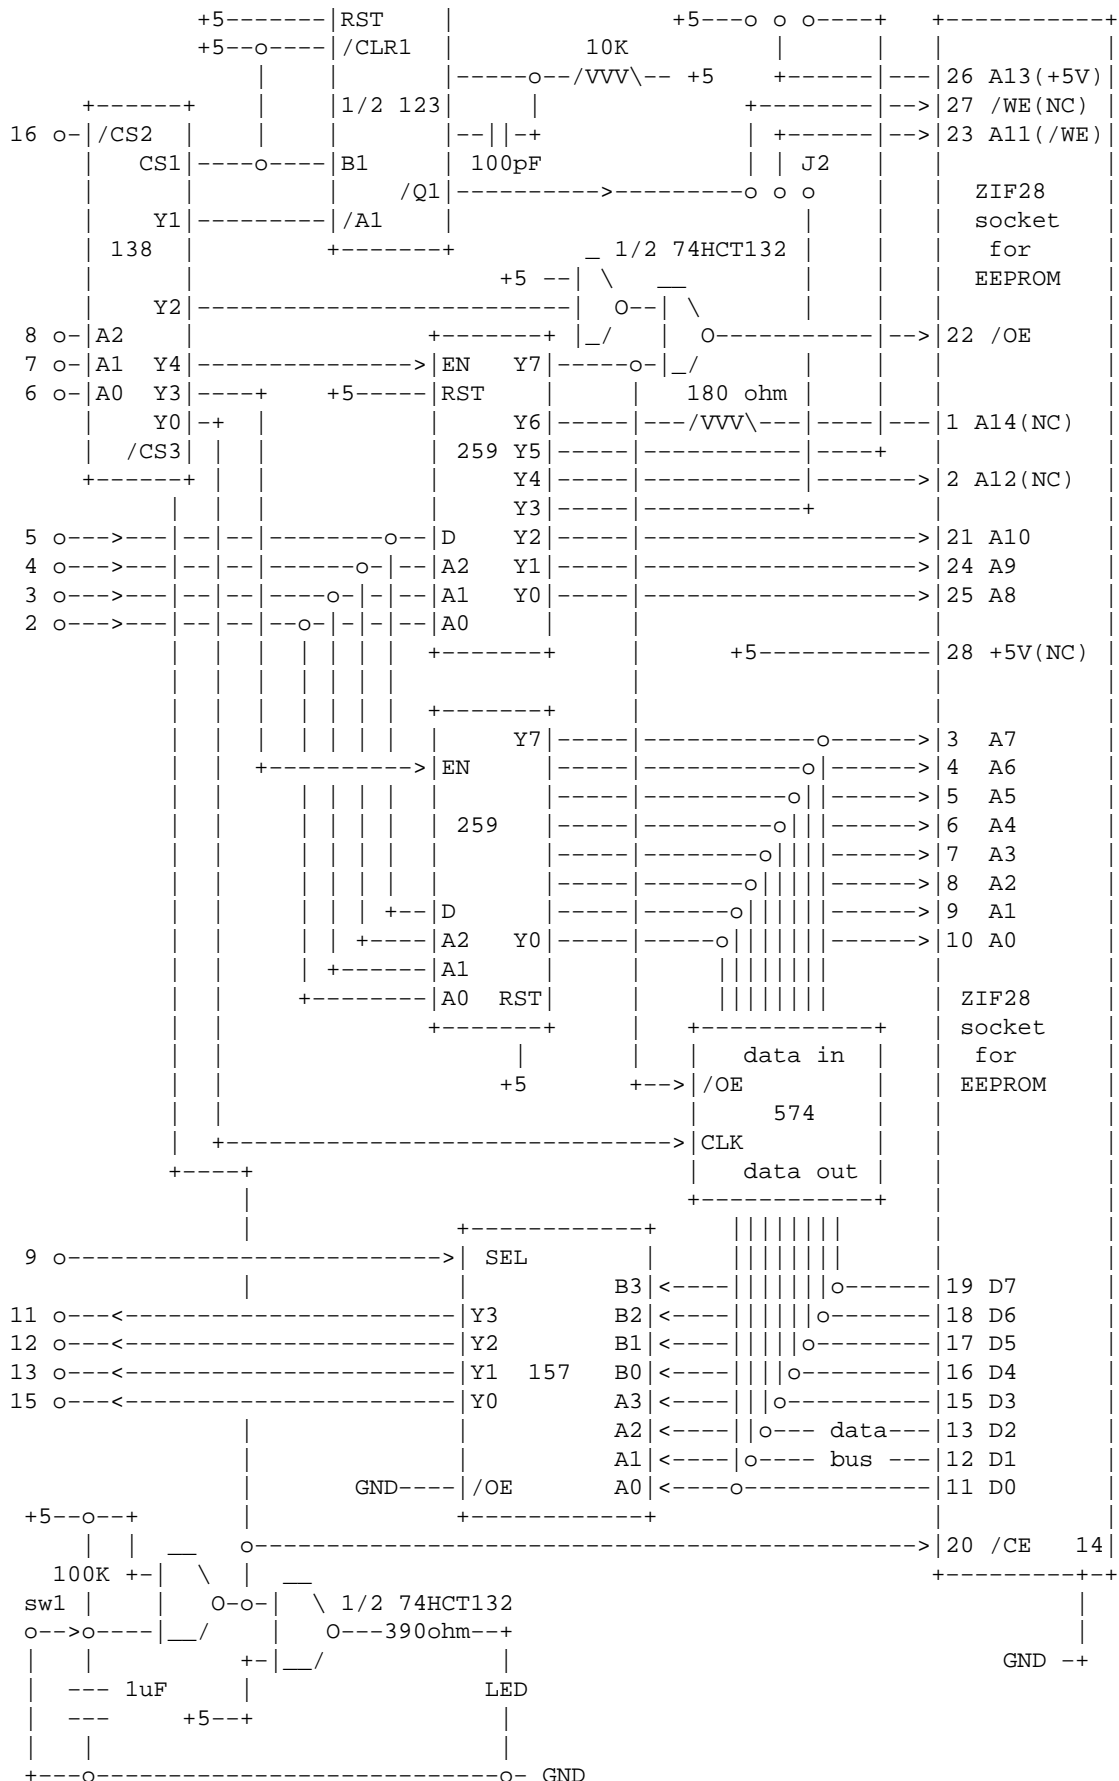 +5-------|RST      |               +5---o o o----+   +-----------+
+5--o----|/CLR1    |         10K         |      |   |           |
|    |       |-----o--/VVV\-- +5    +------|---|26 A13(+5V)|
+------+    |    |1/2 123|     |              +--------|-->|27 /WE(NC) |
16 o-|/CS2  |    |    |       |--||-+             | +------|-->|23 A11(/WE)|
CS1|----o----|B1     | 100pF              | | J2   |   |           |
/Q1|---------->---------o o o    |   | ZIF28     |
Y1|---------|/A1    |                        |    |   | socket    |
| 138  |         +-------+         _ 1/2 74HCT132  |    |   | for       |
+5 --| \   __        |    |   | EEPROM    |
Y2|--------------------------|  O--| \       |    |   |           |
8 o-|A2    |                +-------+ |_/   |  O-----------|-->|22 /OE     |
7 o-|A1  Y4|--------------->|EN   Y7|-----o-|_/      |    |   |           |
6 o-|A0  Y3|----+    +5-----|RST    |     |   180 ohm |    |   |           |
Y0|-+              |     Y6|-----|---/VVV\---|----|---|1 A14(NC)  |
| /CS3| |              | 259 Y5|-----|-----------|----+   |           |
+------+ |              |     Y4|-----|-----------|------->|2 A12(NC)  |
Y3|-----|-----------+        |           |
5 o--->---|--|--|--------o--|D    Y2|-----|------------------->|21 A10     |
4 o--->---|--|--|------o-|--|A2   Y1|-----|------------------->|24 A9      |
3 o--->---|--|--|----o-|-|--|A1   Y0|-----|------------------->|25 A8      |
2 o--->---|--|--|--o-|-|-|--|A0     |     |                    |           |
+-------+     |      +5------------|28 +5V(NC) |
+-------+
Y7|-----|------------o------->|3  A7
+---------->|EN     |-----|-----------o|------->|4  A6
|-----|----------o||------->|5  A5
| 259   |-----|---------o|||------->|6  A4
|-----|--------o||||------->|7  A3
|-----|-------o|||||------->|8  A2
+--|D      |-----|------o||||||------->|9  A1
+----|A2   Y0|-----|-----o|||||||------->|10 A0
+------|A1     |     |     ||||||||
+--------|A0  RST|     |     ||||||||        | ZIF28
+-------+     |   +------------+   | socket
|         |   |   data in  |   | for
+5        +-->|/OE         |   | EEPROM
|     574    |
+------------------------------->|CLK         |
+----+                              |   data out |
+------------+
+------------+     ||||||||
9 o-------------------------->| SEL        |     ||||||||
B3|<----|||||||o------|19 D7
11 o---<-----------------------|Y3        B2|<----||||||o-------|18 D6
12 o---<-----------------------|Y2        B1|<----|||||o--------|17 D5
13 o---<-----------------------|Y1  157   B0|<----||||o---------|16 D4
15 o---<-----------------------|Y0        A3|<----|||o----------|15 D3
A2|<----||o--- data---|13 D2
A1|<----|o---- bus ---|12 D1
GND----|/OE       A0|<----o-------------|11 D0
+5--o--+       |              +------------+
|  |  __   o---------------------------------------------->|20 /CE   14|
100K +-|  \  |  __                                          +---------+-+
sw1 |   |   O-o-|  \ 1/2 74HCT132                                       |
o-->o----|__/    |   O---390ohm--+                                       |
|   |          +-|__/            |                                  GND -+
|  --- 1uF     |                LED
|  ---    +5--+                 |
+---o----------------------------o- GND